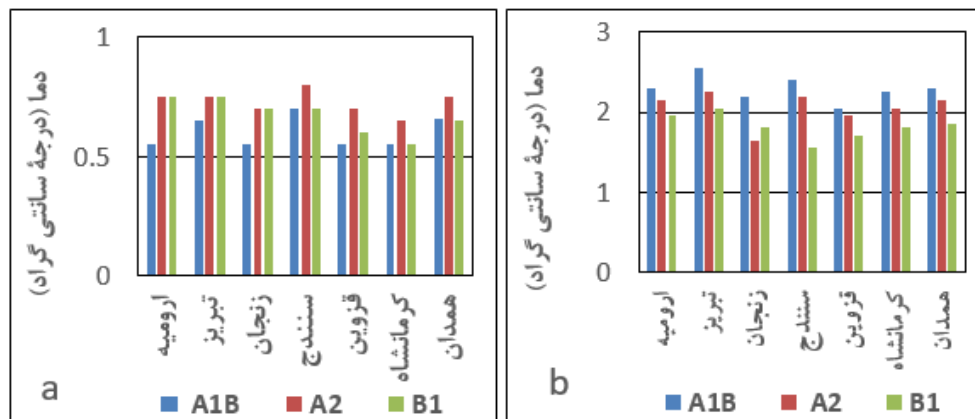 دما (درجهٔ سانتی گراد)
1
0.5
0
ارومیه
تبریز
زنجان
سنندج
قزوین
کرمانشاه
همدان
a
A1B
A2
B1
دما (درجهٔ سانتی گراد)
3
2
1
0
ارومیه
تبریز
زنجان
سنندج
قزوین
کرمانشاه
همدان
b
A1B
A2
B1